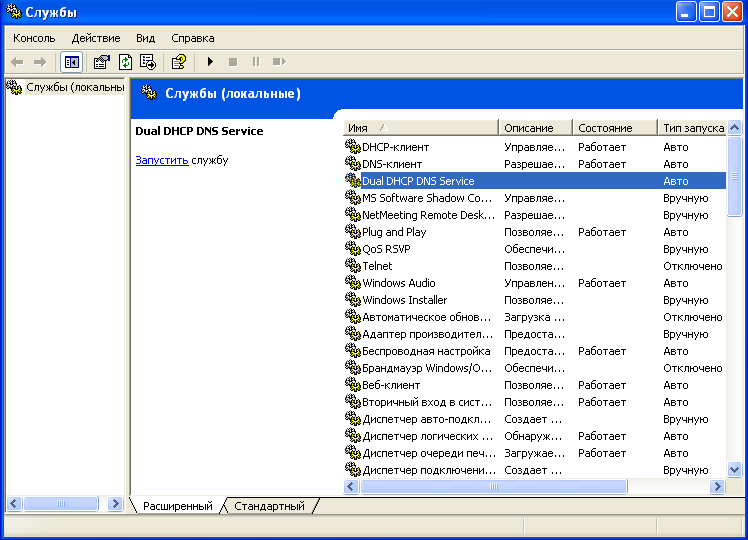 Службы
Консоль Действие Вид Справка
Службы (локальны
Службы (локальные)
Dual DHCP DNS Service
Запустить службу
Имя Описание Состояние Тип запуска
DHCP-клиент Управляе... Работает Авто
DNS-клиент Разрешае... Работает Авто
Dual DHCP DNS Service Авто
MS Software Shadow Co... Управляе... Вручную
NetMeeting Remote Desk... Разрешае... Вручную
Plug and Play Позволяе... Работает Авто
QoS RSVP Обеспечи... Вручную
Telnet Позволяе... Отключено
Windows Audio Управлен... Работает Авто
Windows Installer Позволяе... Вручную
Автоматическое обнов... Загрузка ... Отключено
Адаптер производител... Предоста... Вручную
Беспроводная настройка Предоста... Работает Авто
Брандмауэр Windows/О... Обеспечи... Отключено
Веб-клиент Позволяе... Работает Авто
Вторичный вход в сист... Позволяе... Работает Авто
Диспетчер авто-подкл... Создает ... Вручную
Диспетчер логических ... Обнаруж... Работает Авто
Диспетчер очереди печ... Загружае... Работает Авто
Диспетчер подключени... Создает ... Вручную
Расширенный Стандартный